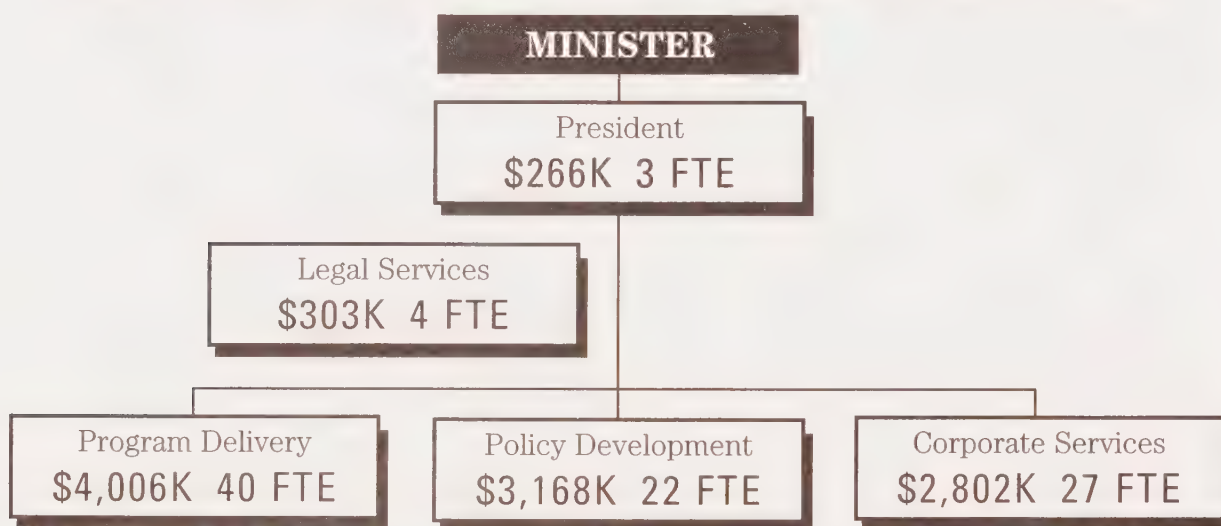 MINISTER
President
$266K 3 FTE
Legal Services
$303K 4 FTE
Program Delivery
$4,006K 40 FTE
Policy Development
$3,168K 22 FTE
Corporate Services
$2,802K 27 FTE